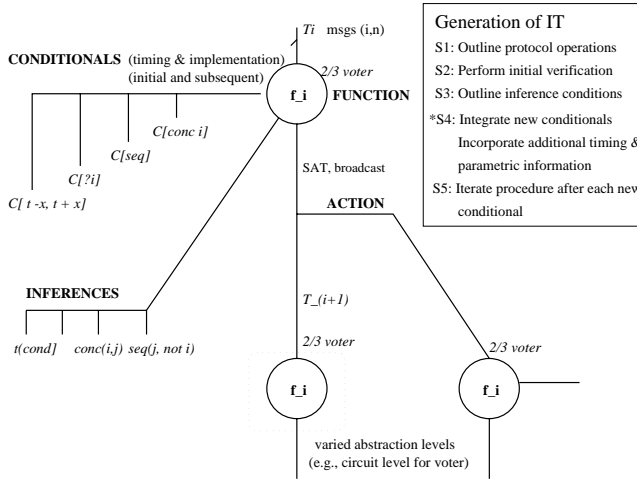 Ti msgs (i,n)
CONDITIONALS (timing & implementation)
(initial and subsequent)
2/3 voter
f_i
FUNCTION
C[conc i]
C[seq]
C[?i]
C[ t -x, t + x]
SAT, broadcast
ACTION
INFERENCES
t(cond]
conc(i,j)
seq(j, not i)
T_(i+1)
2/3 voter
f_i
2/3 voter
f_i
varied abstraction levels
(e.g., circuit level for voter)
Generation of IT
S1: Outline protocol operations
S2: Perform initial verification
S3: Outline inference conditions
*S4: Integrate new conditionals
Incorporate additional timing &
parametric information
S5: Iterate procedure after each new
conditional